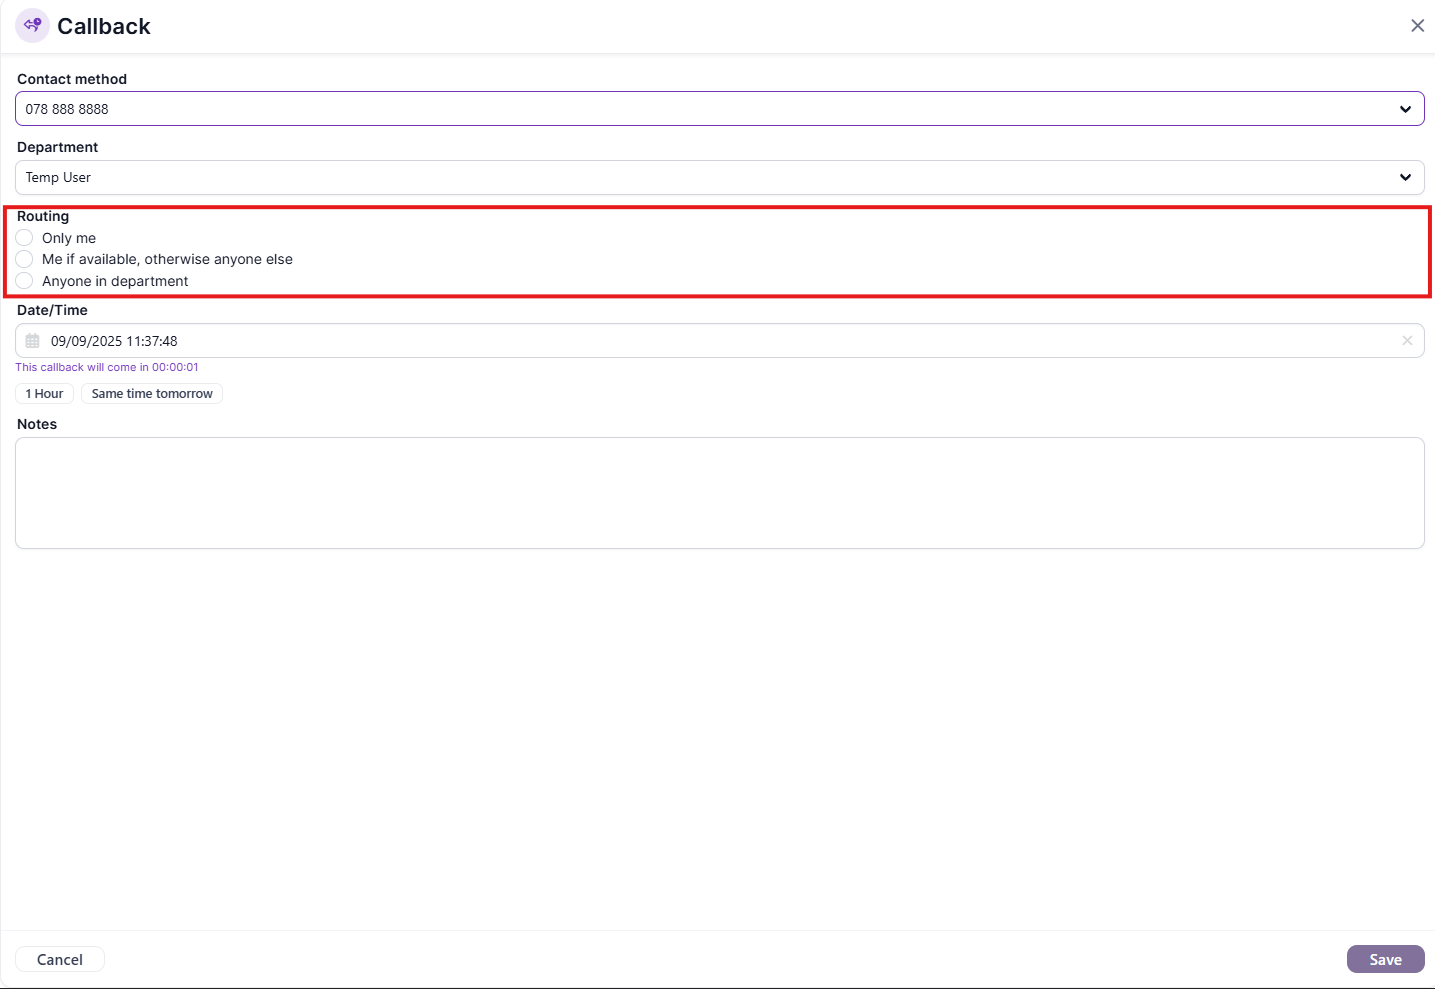 Callback
Contact method
078 888 8888
Department
Temp User
Routing
Only me
Me if available, otherwise anyone else
Anyone in department
Date/Time
09/09/2025 11:37:48
This callback will come in 00:00:01
1 Hour Same time tomorrow
Notes
Cancel Save